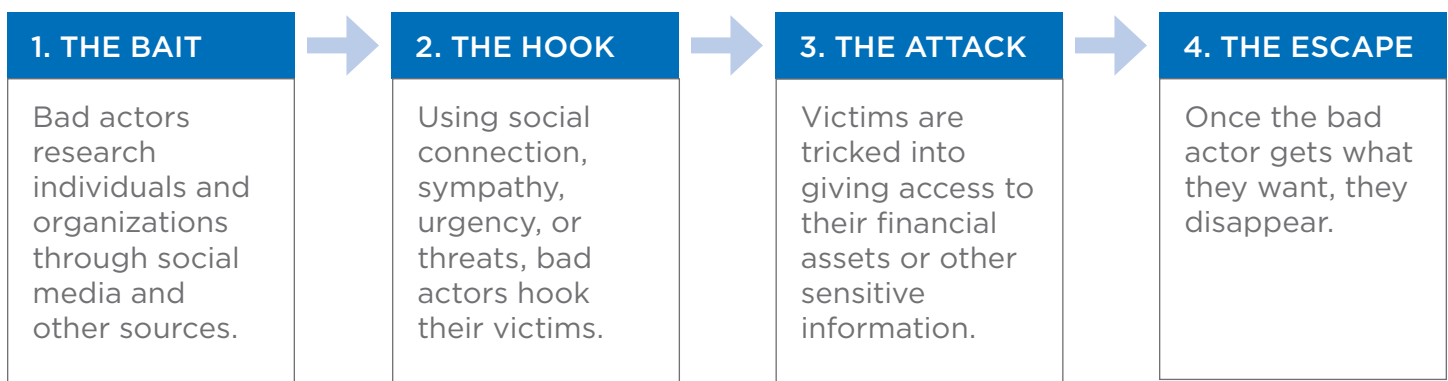 1. THE BAIT
Bad actors
research
individuals and
organizations
through social
media and
other sources.
2. THE HOOK
Using social
connection,
sympathy,
urgency, or
threats, bad
actors hook
their victims.
3. THE ATTACK
Victims are
tricked into
giving access to
their financial
assets or other
sensitive
information.
4. THE ESCAPE
Once the bad
actor gets what
they want, they
disappear.